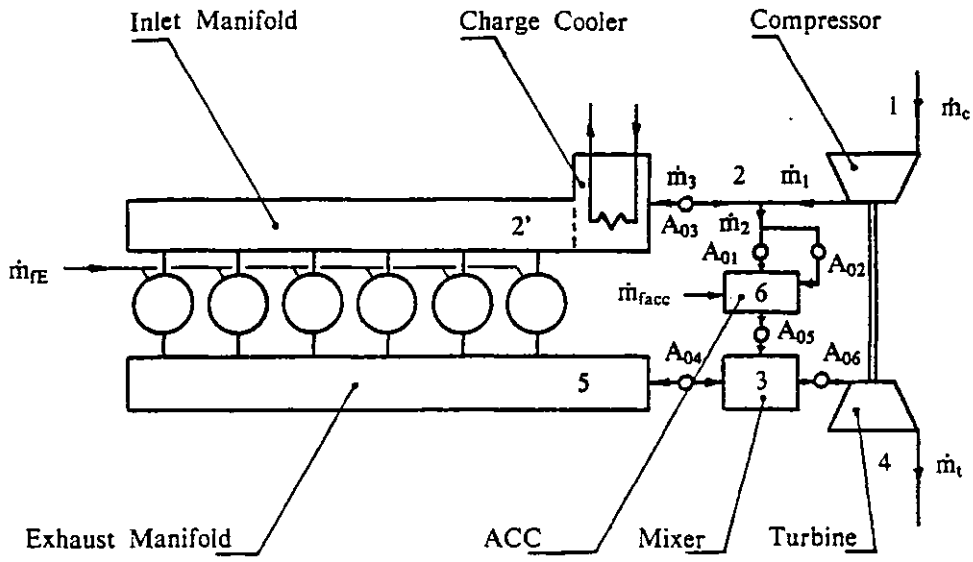 Inlet Manifold
Charge Cooler
Compressor
1
ṁc
ṁ3
2
ṁ1
2'
A03
ṁ2
ṁfE
A01
A02
ṁfacc
6
A05
A04
A06
5
3
4
ṁt
Exhaust Manifold
ACC
Mixer
Turbine